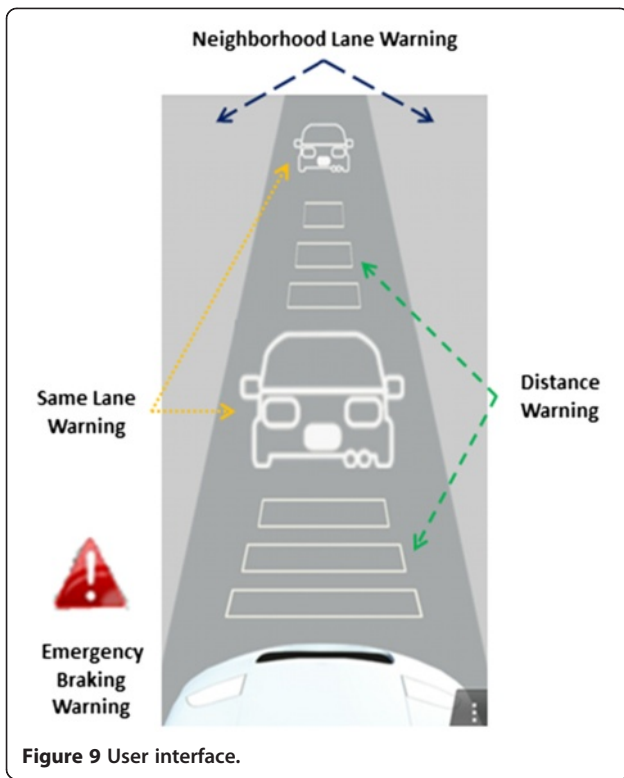 Neighborhood Lane Warning
Same Lane
Warning
Distance
Warning
Emergency
Braking
Warning
Figure 9 User interface.